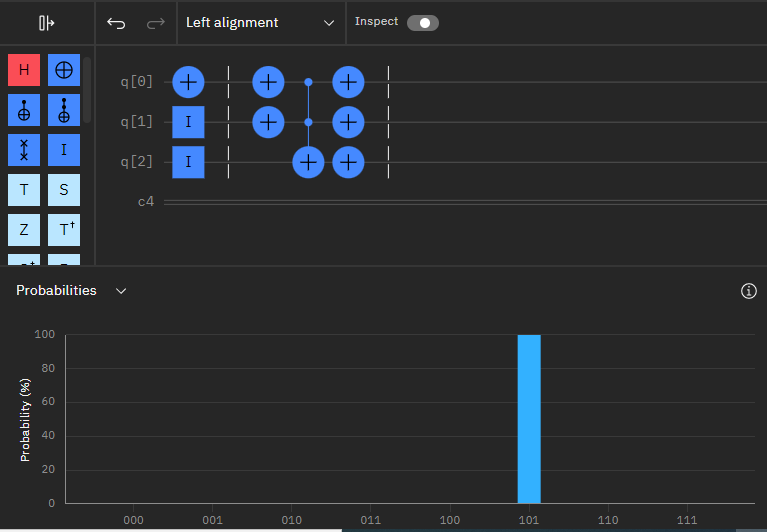 Left alignment
Inspect
H
q[0]
q[1]
I
q[2]
I
I
c4
T
S
Z
T†
Probabilities
100
80
60
40
20
0
Probability (%)
000
001
010
011
100
101
110
111